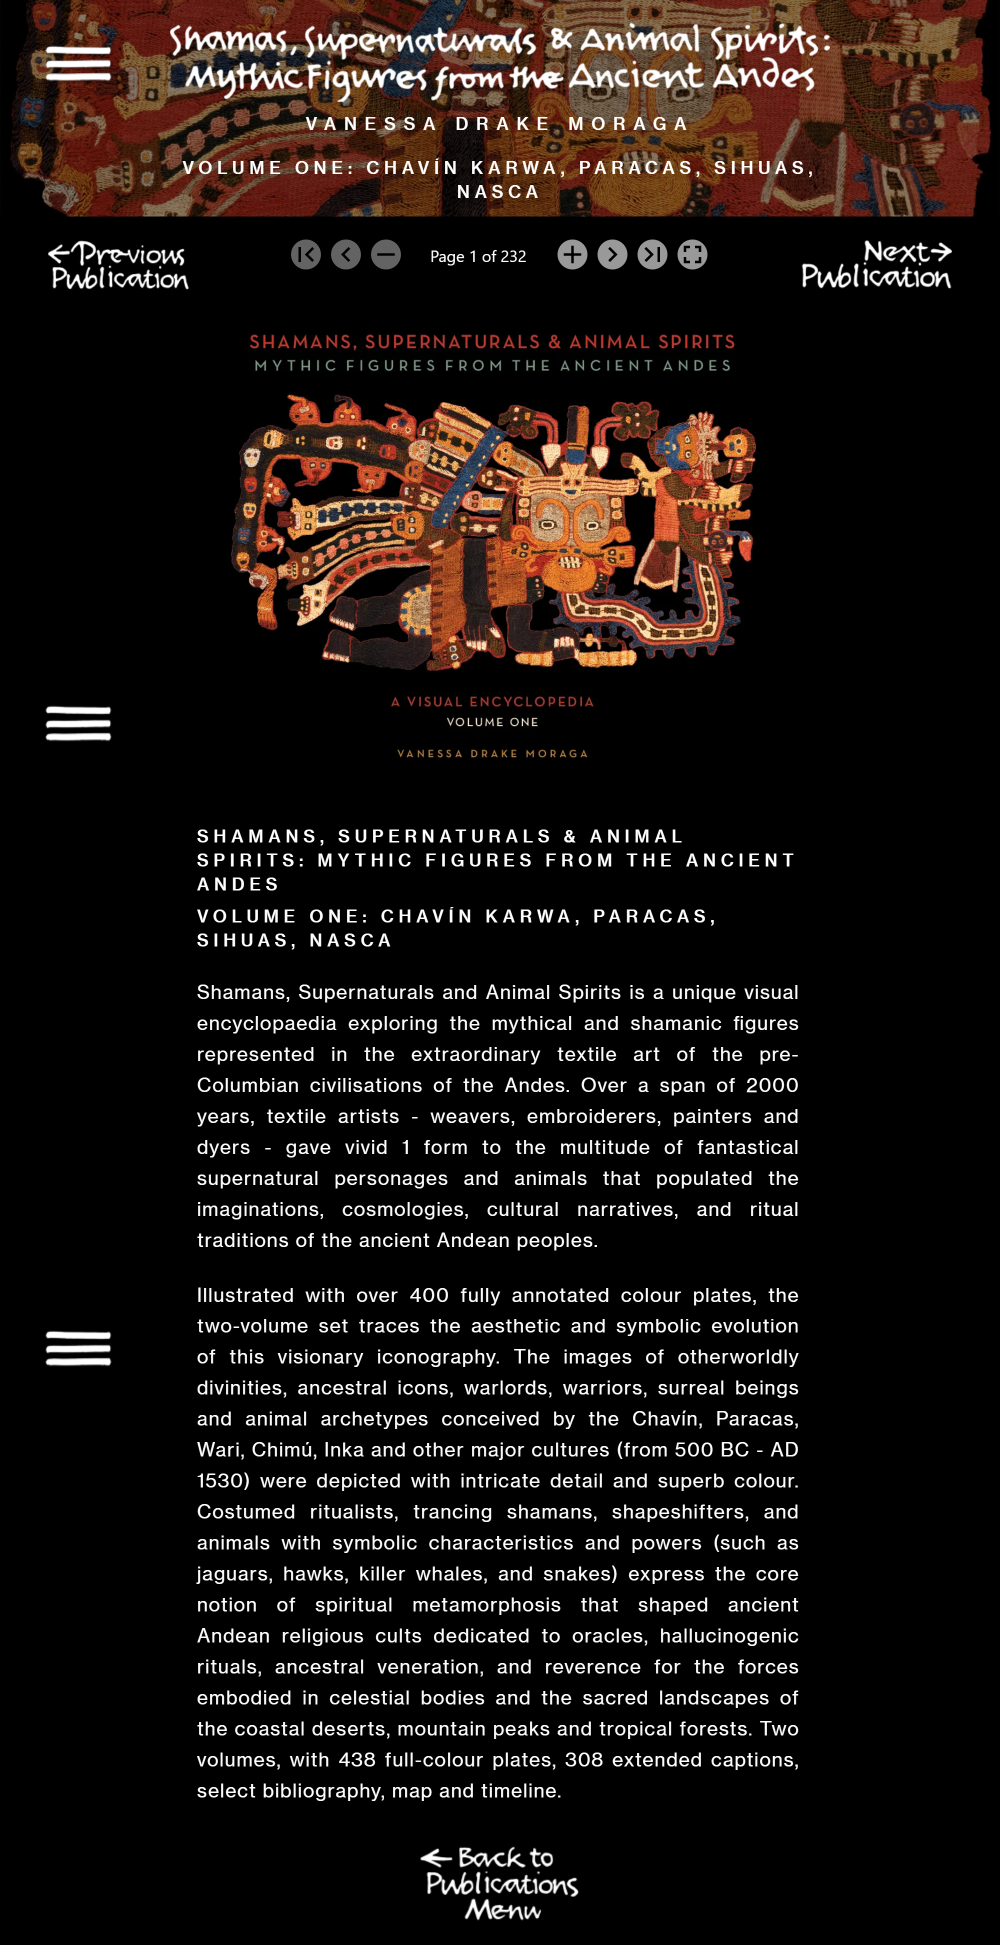 Shamas, Supernaturals & Animal Spirits:
Mythic Figures from the Ancient Andes
VANESSA DRAKE MORAGA
VOLUME ONE: CHAVÍN KARWA, PARACAS, SIHUAS,
NASCA
←Previous
Publication
Page 1 of 232
Next→
Publication
SHAMANS, SUPERNATURALS & ANIMAL SPIRITS
MYTHIC FIGURES FROM THE ANCIENT ANDES
A VISUAL ENCYCLOPEDIA
VOLUME ONE
VANESSA DRAKE MORAGA
SHAMANS, SUPERNATURALS & ANIMAL
SPIRITS: MYTHIC FIGURES FROM THE ANCIENT
ANDES
VOLUME ONE: CHAVÍN KARWA, PARACAS,
SIHUAS, NASCA
Shamans, Supernaturals and Animal Spirits is a unique visual
encyclopaedia exploring the mythical and shamanic figures
represented in the extraordinary textile art of the pre-
Columbian civilisations of the Andes. Over a span of 2000
years, textile artists - weavers, embroiderers, painters and
dyers - gave vivid 1 form to the multitude of fantastical
supernatural personages and animals that populated the
imaginations, cosmologies, cultural narratives, and ritual
traditions of the ancient Andean peoples.
Illustrated with over 400 fully annotated colour plates, the
two-volume set traces the aesthetic and symbolic evolution
of this visionary iconography. The images of otherworldly
divinities, ancestral icons, warlords, warriors, surreal beings
and animal archetypes conceived by the Chavín, Paracas,
Wari, Chimú, Inka and other major cultures (from 500 BC - AD
1530) were depicted with intricate detail and superb colour.
Costumed ritualists, trancing shamans, shapeshifters, and
animals with symbolic characteristics and powers (such as
jaguars, hawks, killer whales, and snakes) express the core
notion of spiritual metamorphosis that shaped ancient
Andean religious cults dedicated to oracles, hallucinogenic
rituals, ancestral veneration, and reverence for the forces
embodied in celestial bodies and the sacred landscapes of
the coastal deserts, mountain peaks and tropical forests. Two
volumes, with 438 full-colour plates, 308 extended captions,
select bibliography, map and timeline.
←Back to
Publications
Menu